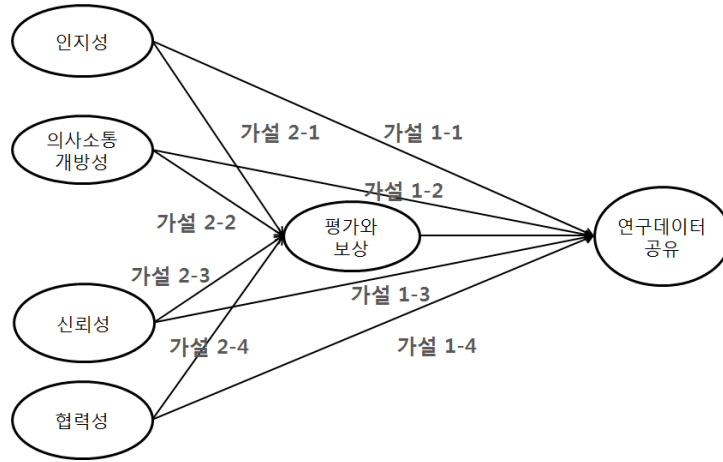 인지성
가설 2-1
가설 1-1
의사소통
개방성
가설 1-2
가설 2-2
평가와
보상
연구데이터
공유
가설 2-3
가설 1-3
신뢰성
가설 2-4
가설 1-4
협력성